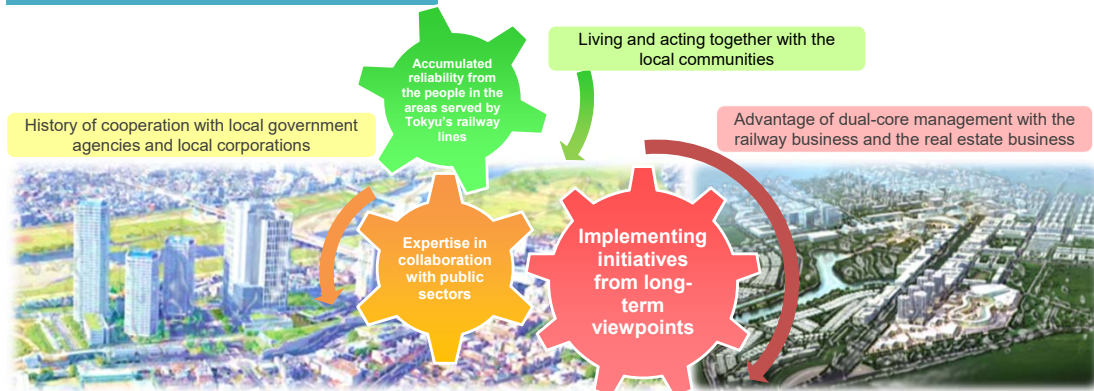 Accumulated
reliability from
the people in the
areas served by
Tokyu's railway
lines
Living and acting together with the
local communities
History of cooperation with local government
agencies and local corporations
Advantage of dual-core management with the
railway business and the real estate business
Expertise in
collaboration
with public
sectors
Implementing
initiatives
from long-
term
viewpoints